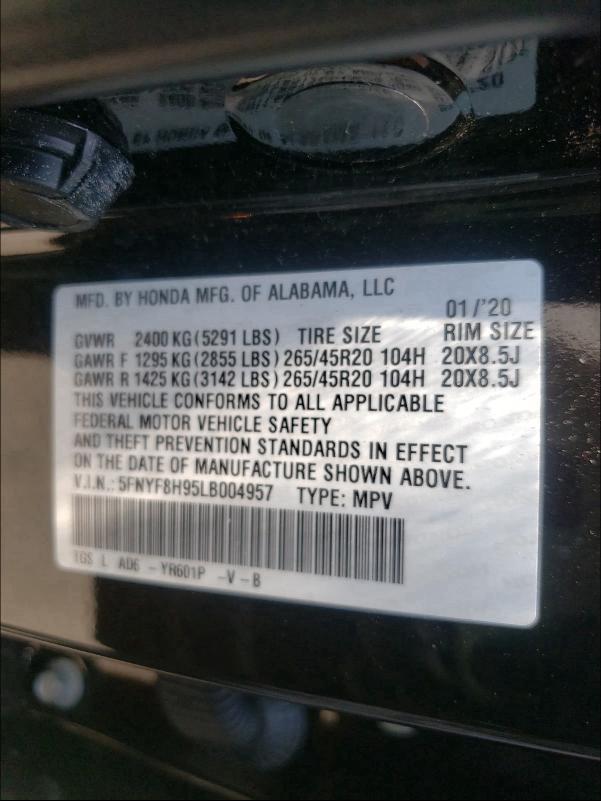 MFD. BY HONDA MFG. OF ALABAMA, LLC
01/'20
GVWR 2400 KG (5291 LBS) TIRE SIZE RIM SIZE
GAWR F 1295 KG (2855 LBS) 265/45R20 104H 20X8.5J
GAWR R 1425 KG (3142 LBS) 265/45R20 104H 20X8.5J
THIS VEHICLE CONFORMS TO ALL APPLICABLE
FEDERAL MOTOR VEHICLE SAFETY
AND THEFT PREVENTION STANDARDS IN EFFECT
ON THE DATE OF MANUFACTURE SHOWN ABOVE.
V.I.N.: 5FNYF8H95LB004957 TYPE: MPV
TGS L AD6 -YR601P -V-B